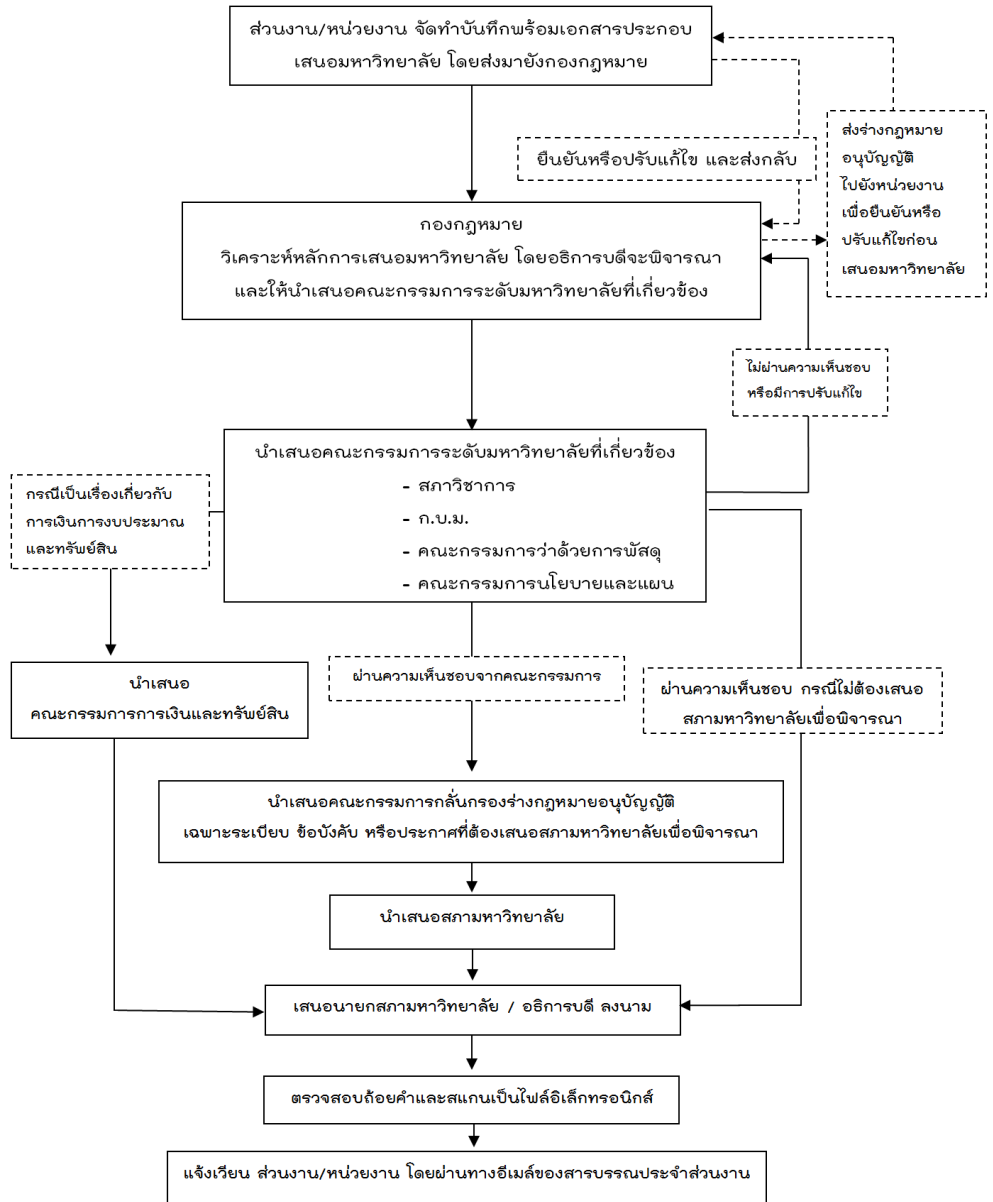 ส่วนงาน/หน่วยงาน จัดทำบันทึกพร้อมเอกสารประกอบ
เสนอมหาวิทยาลัย โดยส่งมายังกองกฎหมาย
ส่งร่างกฎหมาย
อนุบัญญัติ
ไปยังหน่วยงาน
เพื่อยืนยันหรือ
ปรับแก้ไขก่อน
เสนอมหาวิทยาลัย
ยืนยันหรือปรับแก้ไข และส่งกลับ
กองกฎหมาย
วิเคราะห์หลักการเสนอมหาวิทยาลัย โดยอธิการบดีจะพิจารณา
และให้นำเสนอคณะกรรมการระดับมหาวิทยาลัยที่เกี่ยวข้อง
ไม่ผ่านความเห็นชอบ
หรือมีการปรับแก้ไข
นำเสนอคณะกรรมการระดับมหาวิทยาลัยที่เกี่ยวข้อง
- สภาวิชาการ
- ก.บ.ม.
- คณะกรรมการว่าด้วยการพัสดุ
- คณะกรรมการนโยบายและแผน
กรณีเป็นเรื่องเกี่ยวกับ
การเงินการงบประมาณ
และทรัพย์สิน
นำเสนอ
คณะกรรมการการเงินและทรัพย์สิน
ผ่านความเห็นชอบจากคณะกรรมการ
ผ่านความเห็นชอบ กรณีไม่ต้องเสนอ
สภามหาวิทยาลัยเพื่อพิจารณา
นำเสนอคณะกรรมการกลั่นกรองร่างกฎหมายอนุบัญญัติ
เฉพาะระเบียบ ข้อบังคับ หรือประกาศที่ต้องเสนอสภามหาวิทยาลัยเพื่อพิจารณา
นำเสนอสภามหาวิทยาลัย
เสนอนายกสภามหาวิทยาลัย / อธิการบดี ลงนาม
ตรวจสอบถ้อยคำและสแกนเป็นไฟล์อิเล็กทรอนิกส์
แจ้งเวียน ส่วนงาน/หน่วยงาน โดยผ่านทางอีเมล์ของสารบรรณประจำส่วนงาน